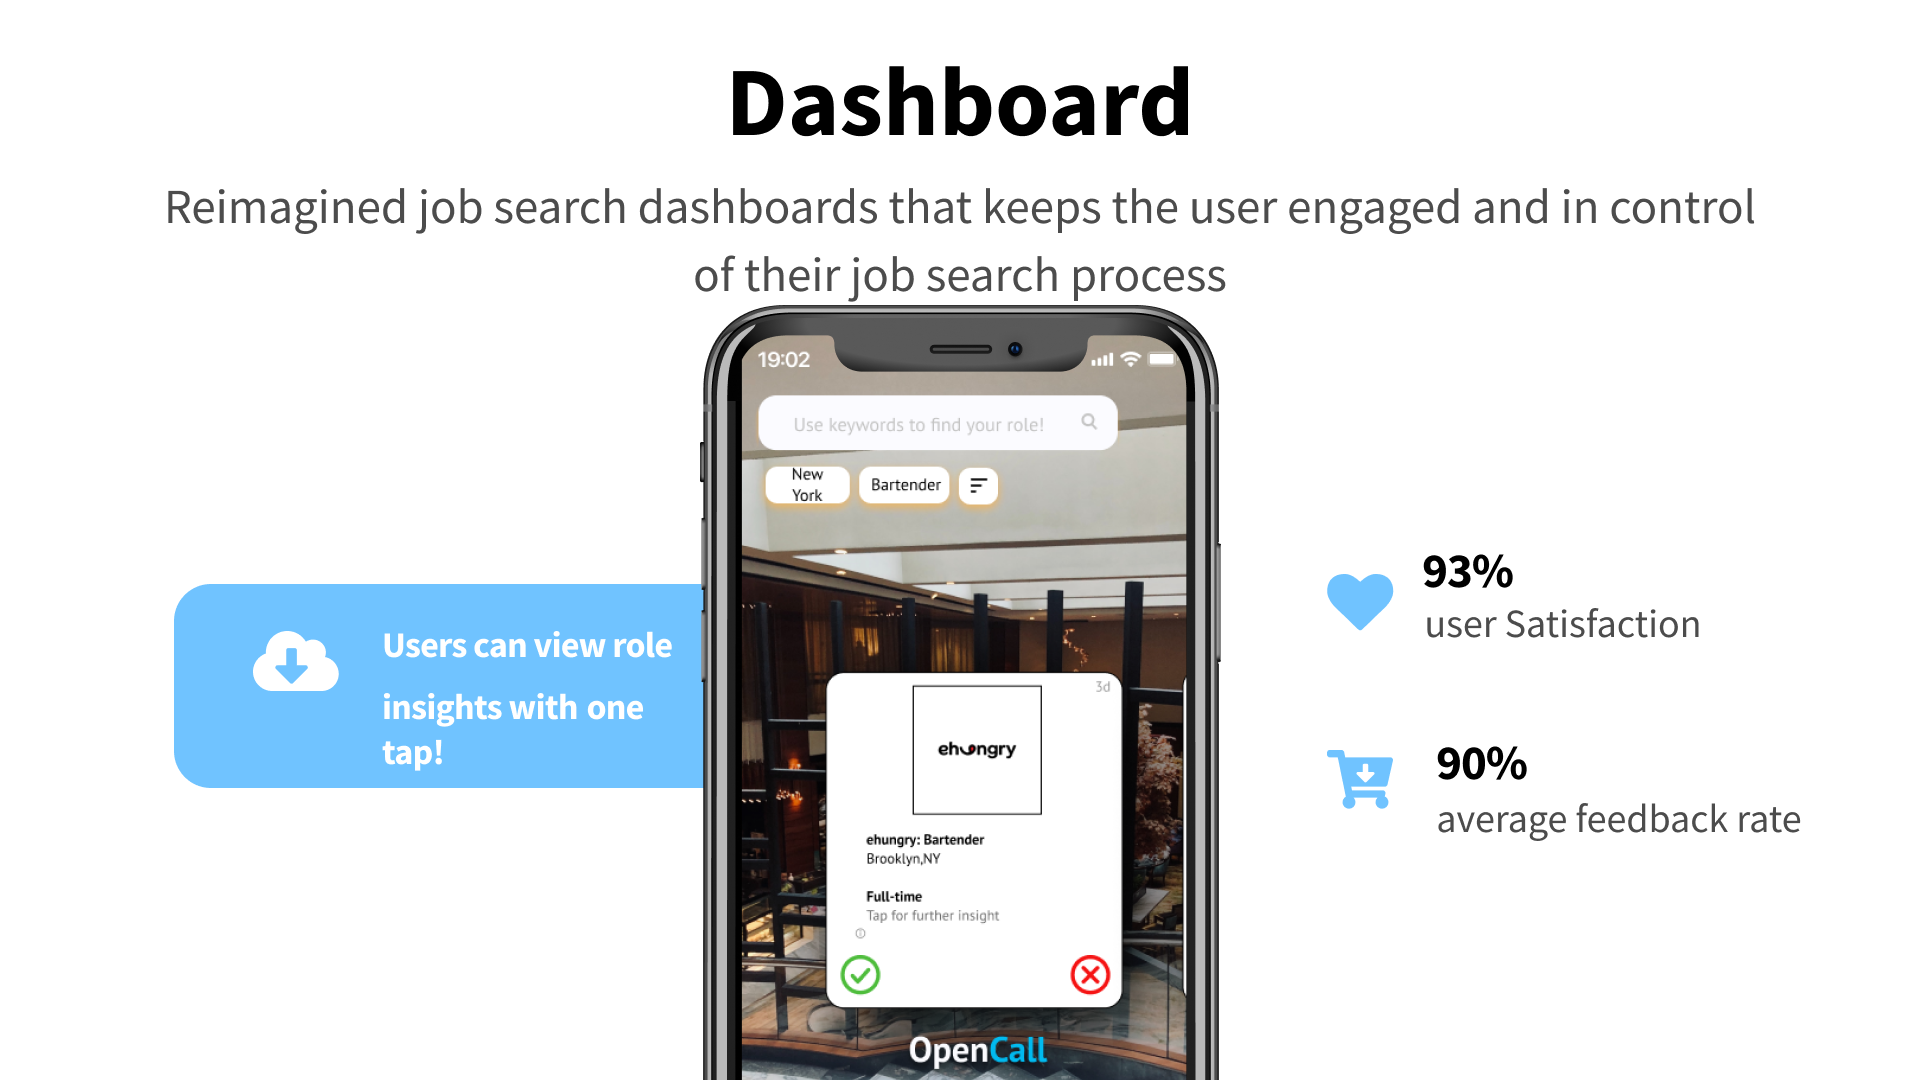 Dashboard
Reimagined job search dashboards that keeps the user engaged and in control
of their job search process
19:02
Use keywords to find your role!
New
York
Bartender
Users can view role
insights with one
tap!
3d
ehungry
ehungry: Bartender
Brooklyn,NY
Full-time
Tap for further insight
OpenCall
93%
user Satisfaction
90%
average feedback rate